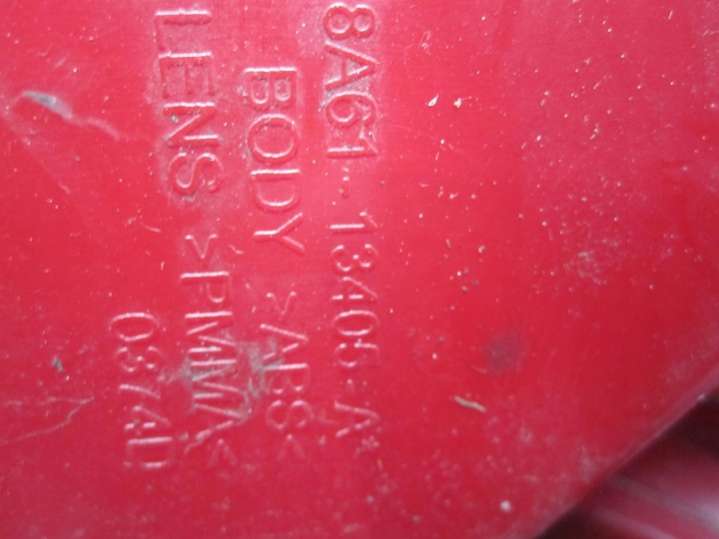 8A61-13405-A
BODY >ABS<
LENS >PMMA<
0374D